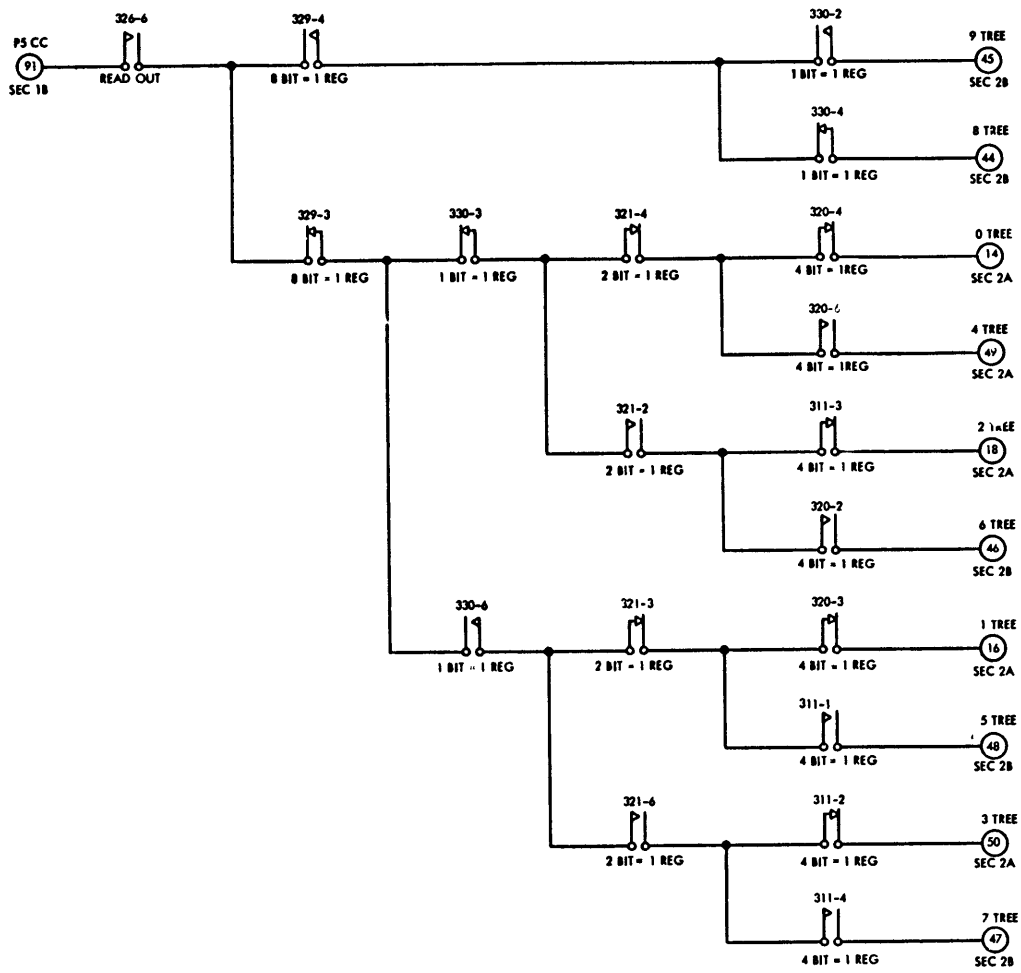 326-6
329-4
330-2
P5 CC
9 TREE
91
45
READ OUT
8 BIT = 1 REG
1 BIT = 1 REG
SEC 1B
SEC 2B
330-4
8 TREE
44
1 BIT = 1 REG
SEC 2B
329-3
330-3
321-4
320-4
0 TREE
14
8 BIT = 1 REG
1 BIT = 1 REG
2 BIT = 1 REG
4 BIT = 1REG
SEC 2A
320-6
4 TREE
49
4 BIT = 1REG
SEC 2A
321-2
311-3
2
18
2 BIT = 1 REG
4 BIT = 1 REG
SEC 2A
320-2
6 TREE
46
4 BIT = 1 REG
SEC 2B
330-6
321-3
320-3
1 TREE
16
1 BIT = 1 REG
2 BIT = 1 REG
4 BIT = 1 REG
SEC 2A
311-1
5 TREE
48
4 BIT = 1 REG
SEC 2B
321-6
311-2
3 TREE
50
2 BIT = 1 REG
4 BIT = 1 REG
SEC 2A
311-4
7 TREE
47
4 BIT = 1 REG
SEC 2B